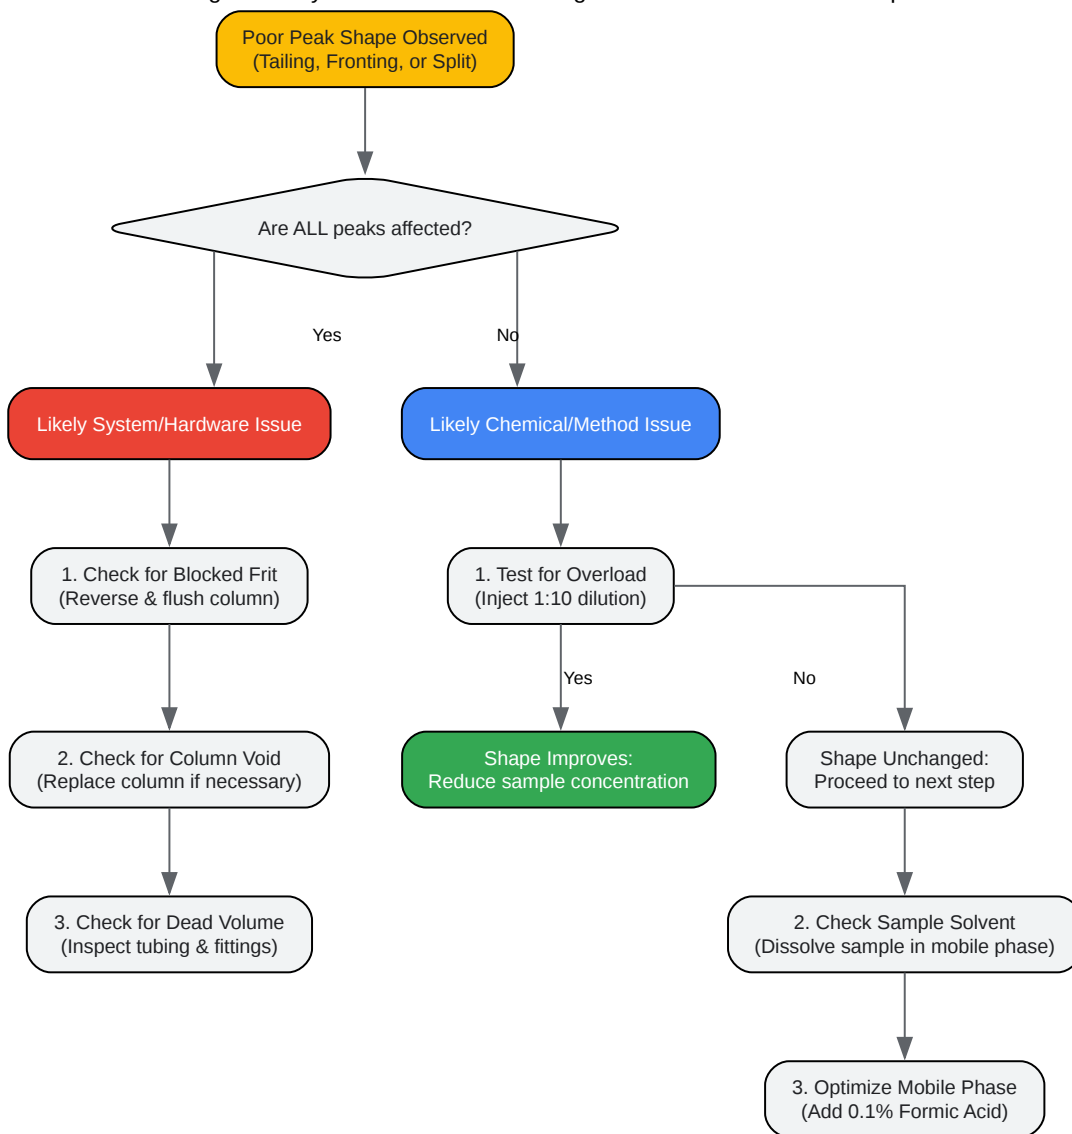 Poor Peak Shape Observed
(Tailing, Fronting, or Split)
Are ALL peaks affected?
Yes
No
Likely System/Hardware Issue
Likely Chemical/Method Issue
1. Check for Blocked Frit
(Reverse & flush column)
1. Test for Overload
(Inject 1:10 dilution)
Yes
No
2. Check for Column Void
(Replace column if necessary)
Shape Improves:
Reduce sample concentration
Shape Unchanged:
Proceed to next step
3. Check for Dead Volume
(Inspect tubing & fittings)
2. Check Sample Solvent
(Dissolve sample in mobile phase)
3. Optimize Mobile Phase
(Add 0.1% Formic Acid)